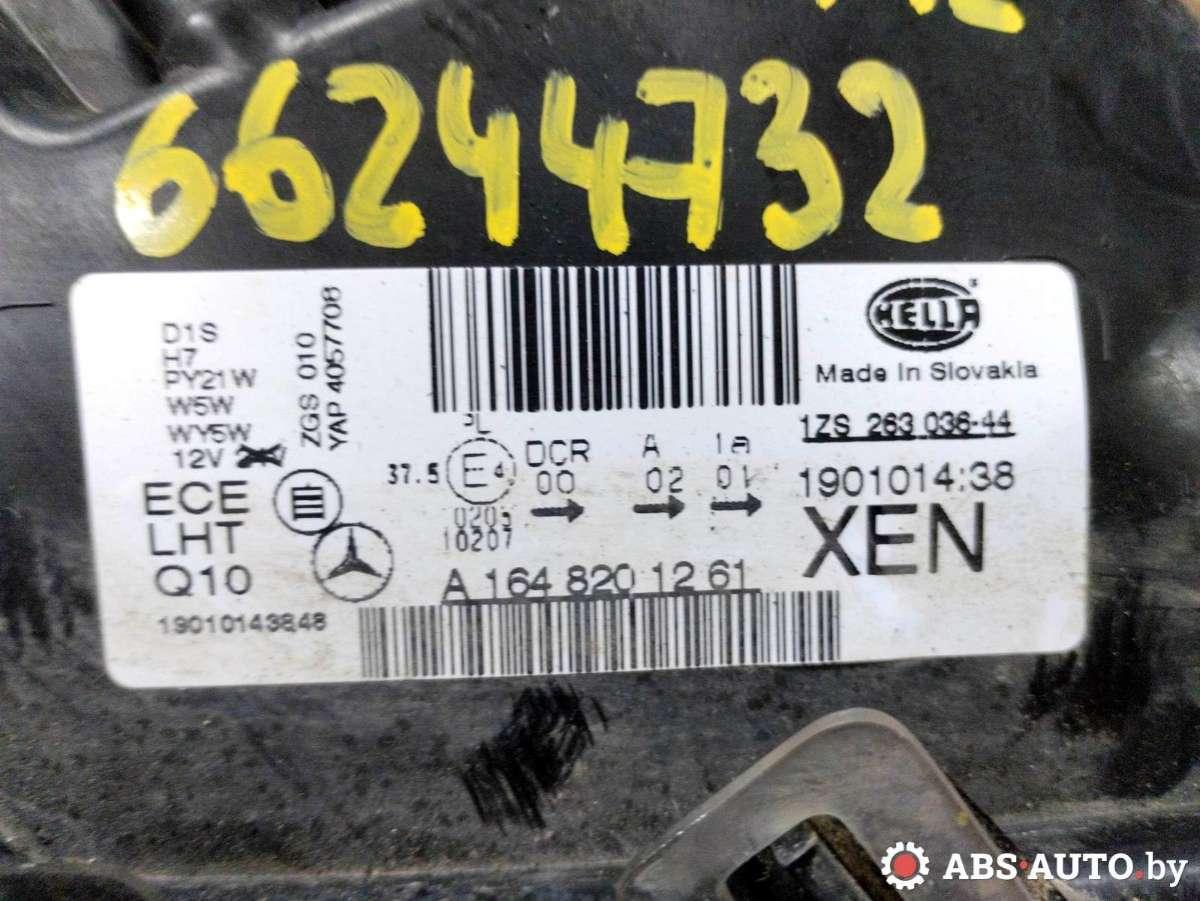 66244732
D1S
H7
PY21W
W5W
WY5W
12V
ZGS 010
YAP 4057708
HELLA
Made In Slovakia
1ZS 263 036-44
37.5 E4 DCR A
00 02 01
10207
1901014:38
XEN
ECE
LHT
Q10
A 164 820 12 61
19010143848
ABS·AUTO.by